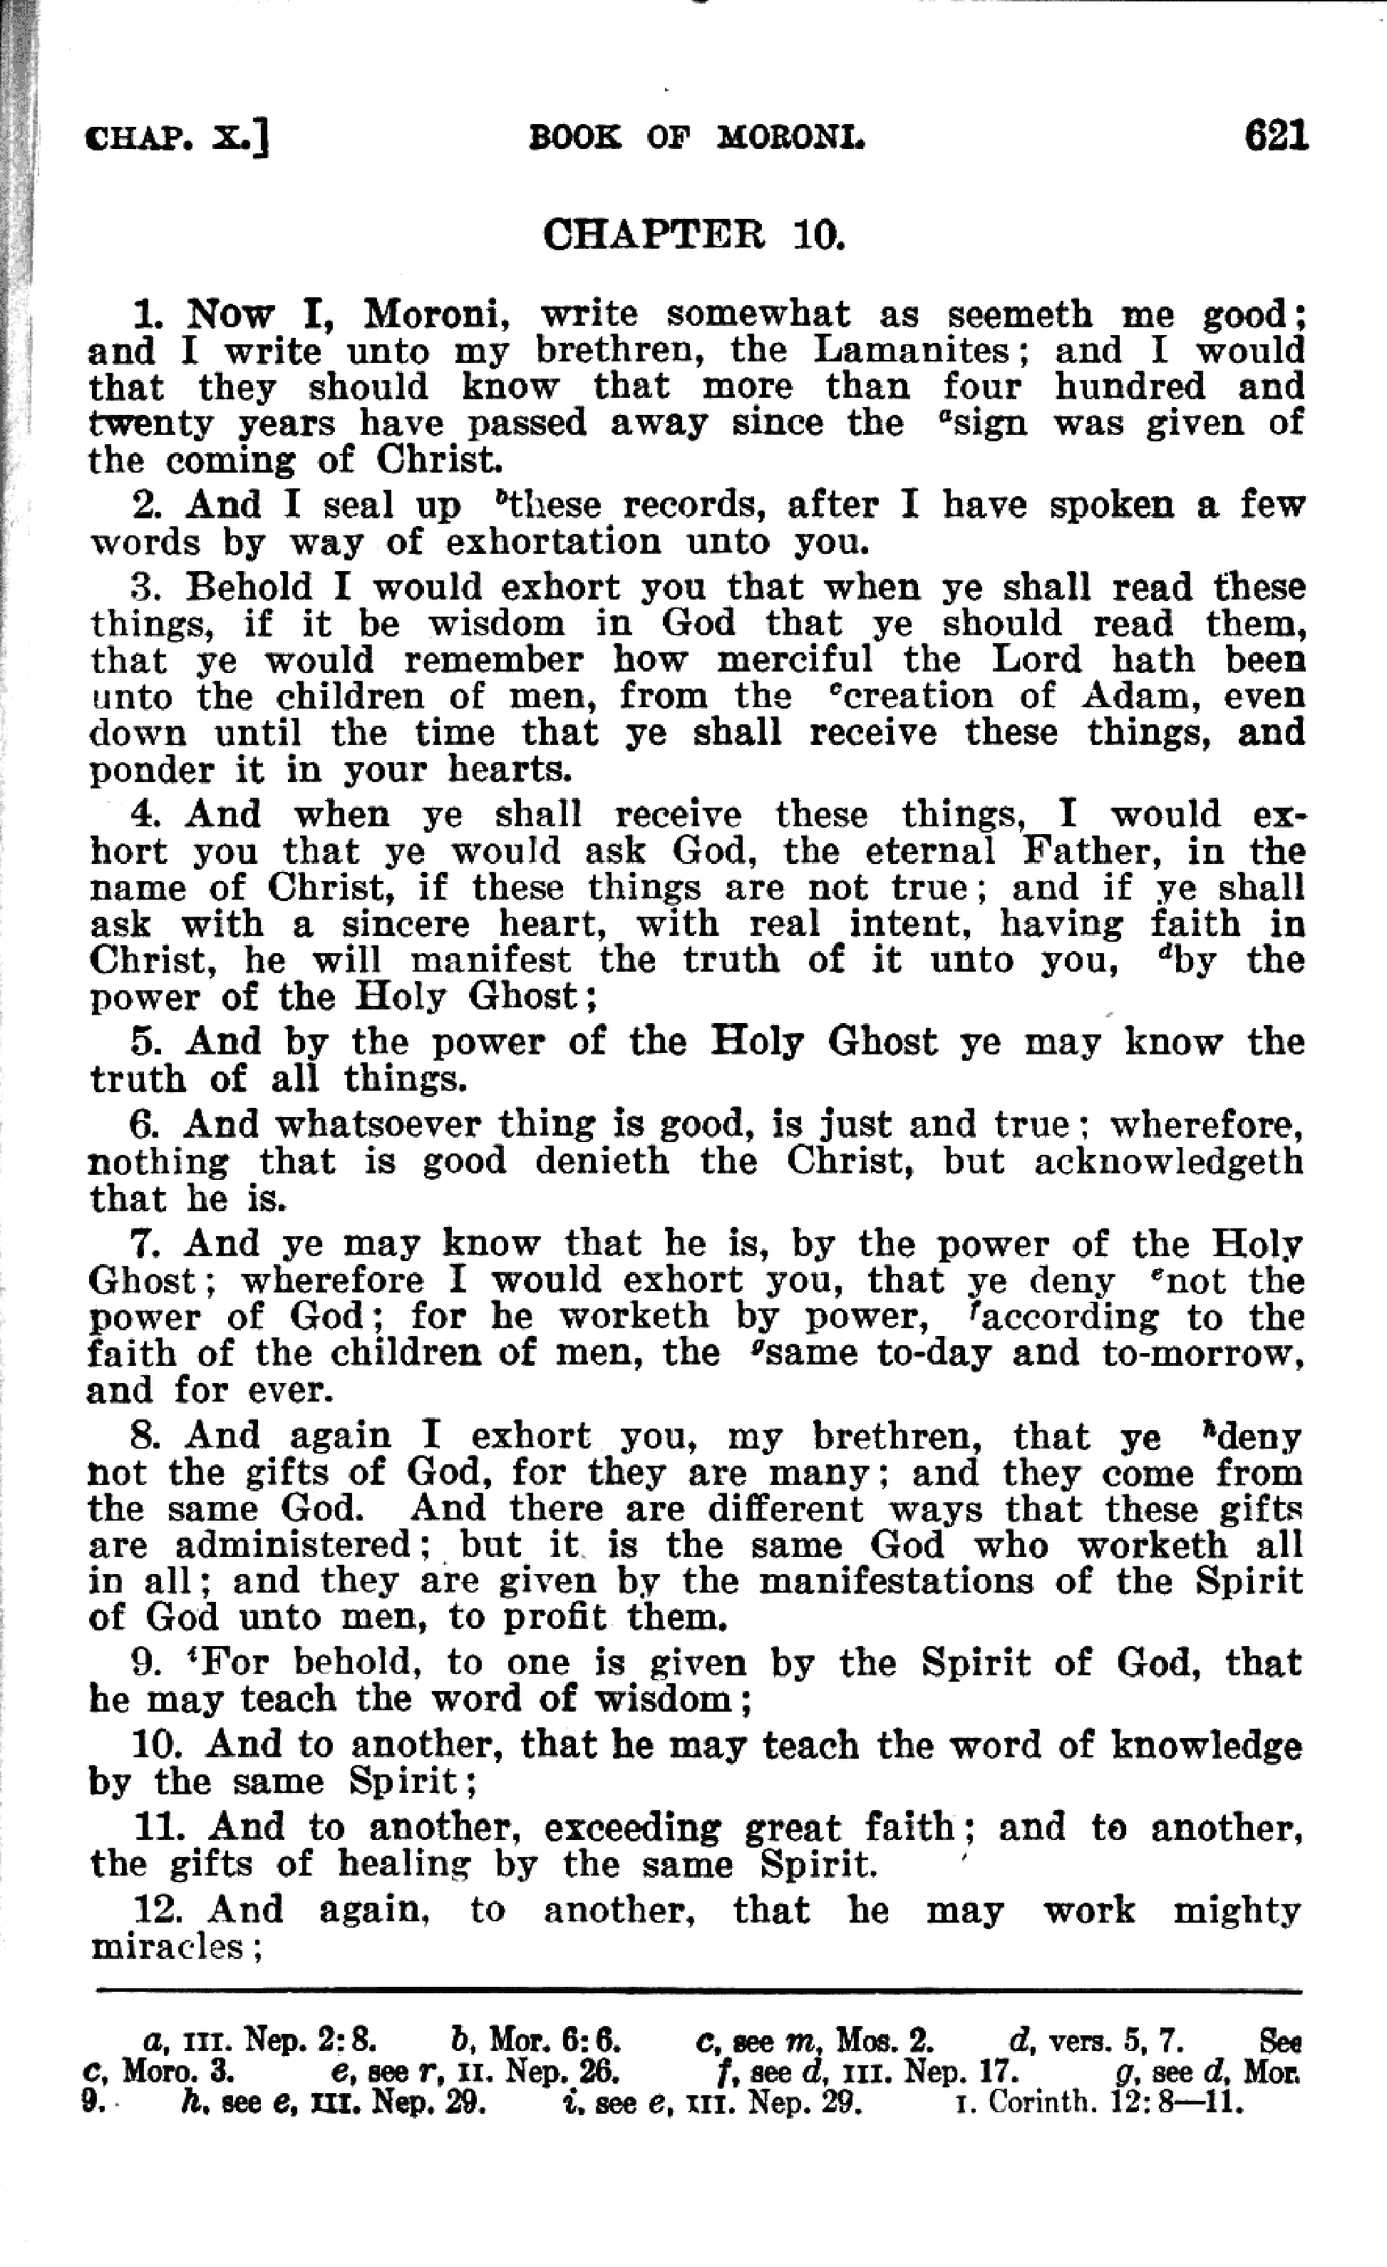 CHAP. X.] BOOK OF MORONI. 621
CHAPTER 10.
1. Now I, Moroni, write somewhat as seemeth me good;
and I write unto my brethren, the Lamanites; and I would
that they should know that more than four hundred and
twenty years have passed away since the ᵃsign was given of
the coming of Christ.
2. And I seal up ᵇthese records, after I have spoken a few
words by way of exhortation unto you.
3. Behold I would exhort you that when ye shall read these
things, if it be wisdom in God that ye should read them,
that ye would remember how merciful the Lord hath been
unto the children of men, from the ᶜcreation of Adam, even
down until the time that ye shall receive these things, and
ponder it in your hearts.
4. And when ye shall receive these things, I would ex-
hort you that ye would ask God, the eternal Father, in the
name of Christ, if these things are not true; and if ye shall
ask with a sincere heart, with real intent, having faith in
Christ, he will manifest the truth of it unto you, ᵈby the
power of the Holy Ghost;
5. And by the power of the Holy Ghost ye may know the
truth of all things.
6. And whatsoever thing is good, is just and true; wherefore,
nothing that is good denieth the Christ, but acknowledgeth
that he is.
7. And ye may know that he is, by the power of the Holy
Ghost; wherefore I would exhort you, that ye deny ᵉnot the
power of God; for he worketh by power, ᶠaccording to the
faith of the children of men, the ᵍsame to-day and to-morrow,
and for ever.
8. And again I exhort you, my brethren, that ye ʰdeny
not the gifts of God, for they are many; and they come from
the same God. And there are different ways that these gifts
are administered; but it is the same God who worketh all
in all; and they are given by the manifestations of the Spirit
of God unto men, to profit them.
9. ⁱFor behold, to one is given by the Spirit of God, that
he may teach the word of wisdom;
10. And to another, that he may teach the word of knowledge
by the same Spirit;
11. And to another, exceeding great faith; and to another,
the gifts of healing by the same Spirit.
12. And again, to another, that he may work mighty
miracles;
a, III. Nep. 2:8. b, Mor. 6:6. c, see m, Mos. 2. d, vers. 5, 7. See
c, Moro. 3. e, see r, II. Nep. 26. f, see d, III. Nep. 17. g, see d, Mor.
9. h, see e, III. Nep. 29. i, see e, III. Nep. 29. I. Corinth. 12:8—11.